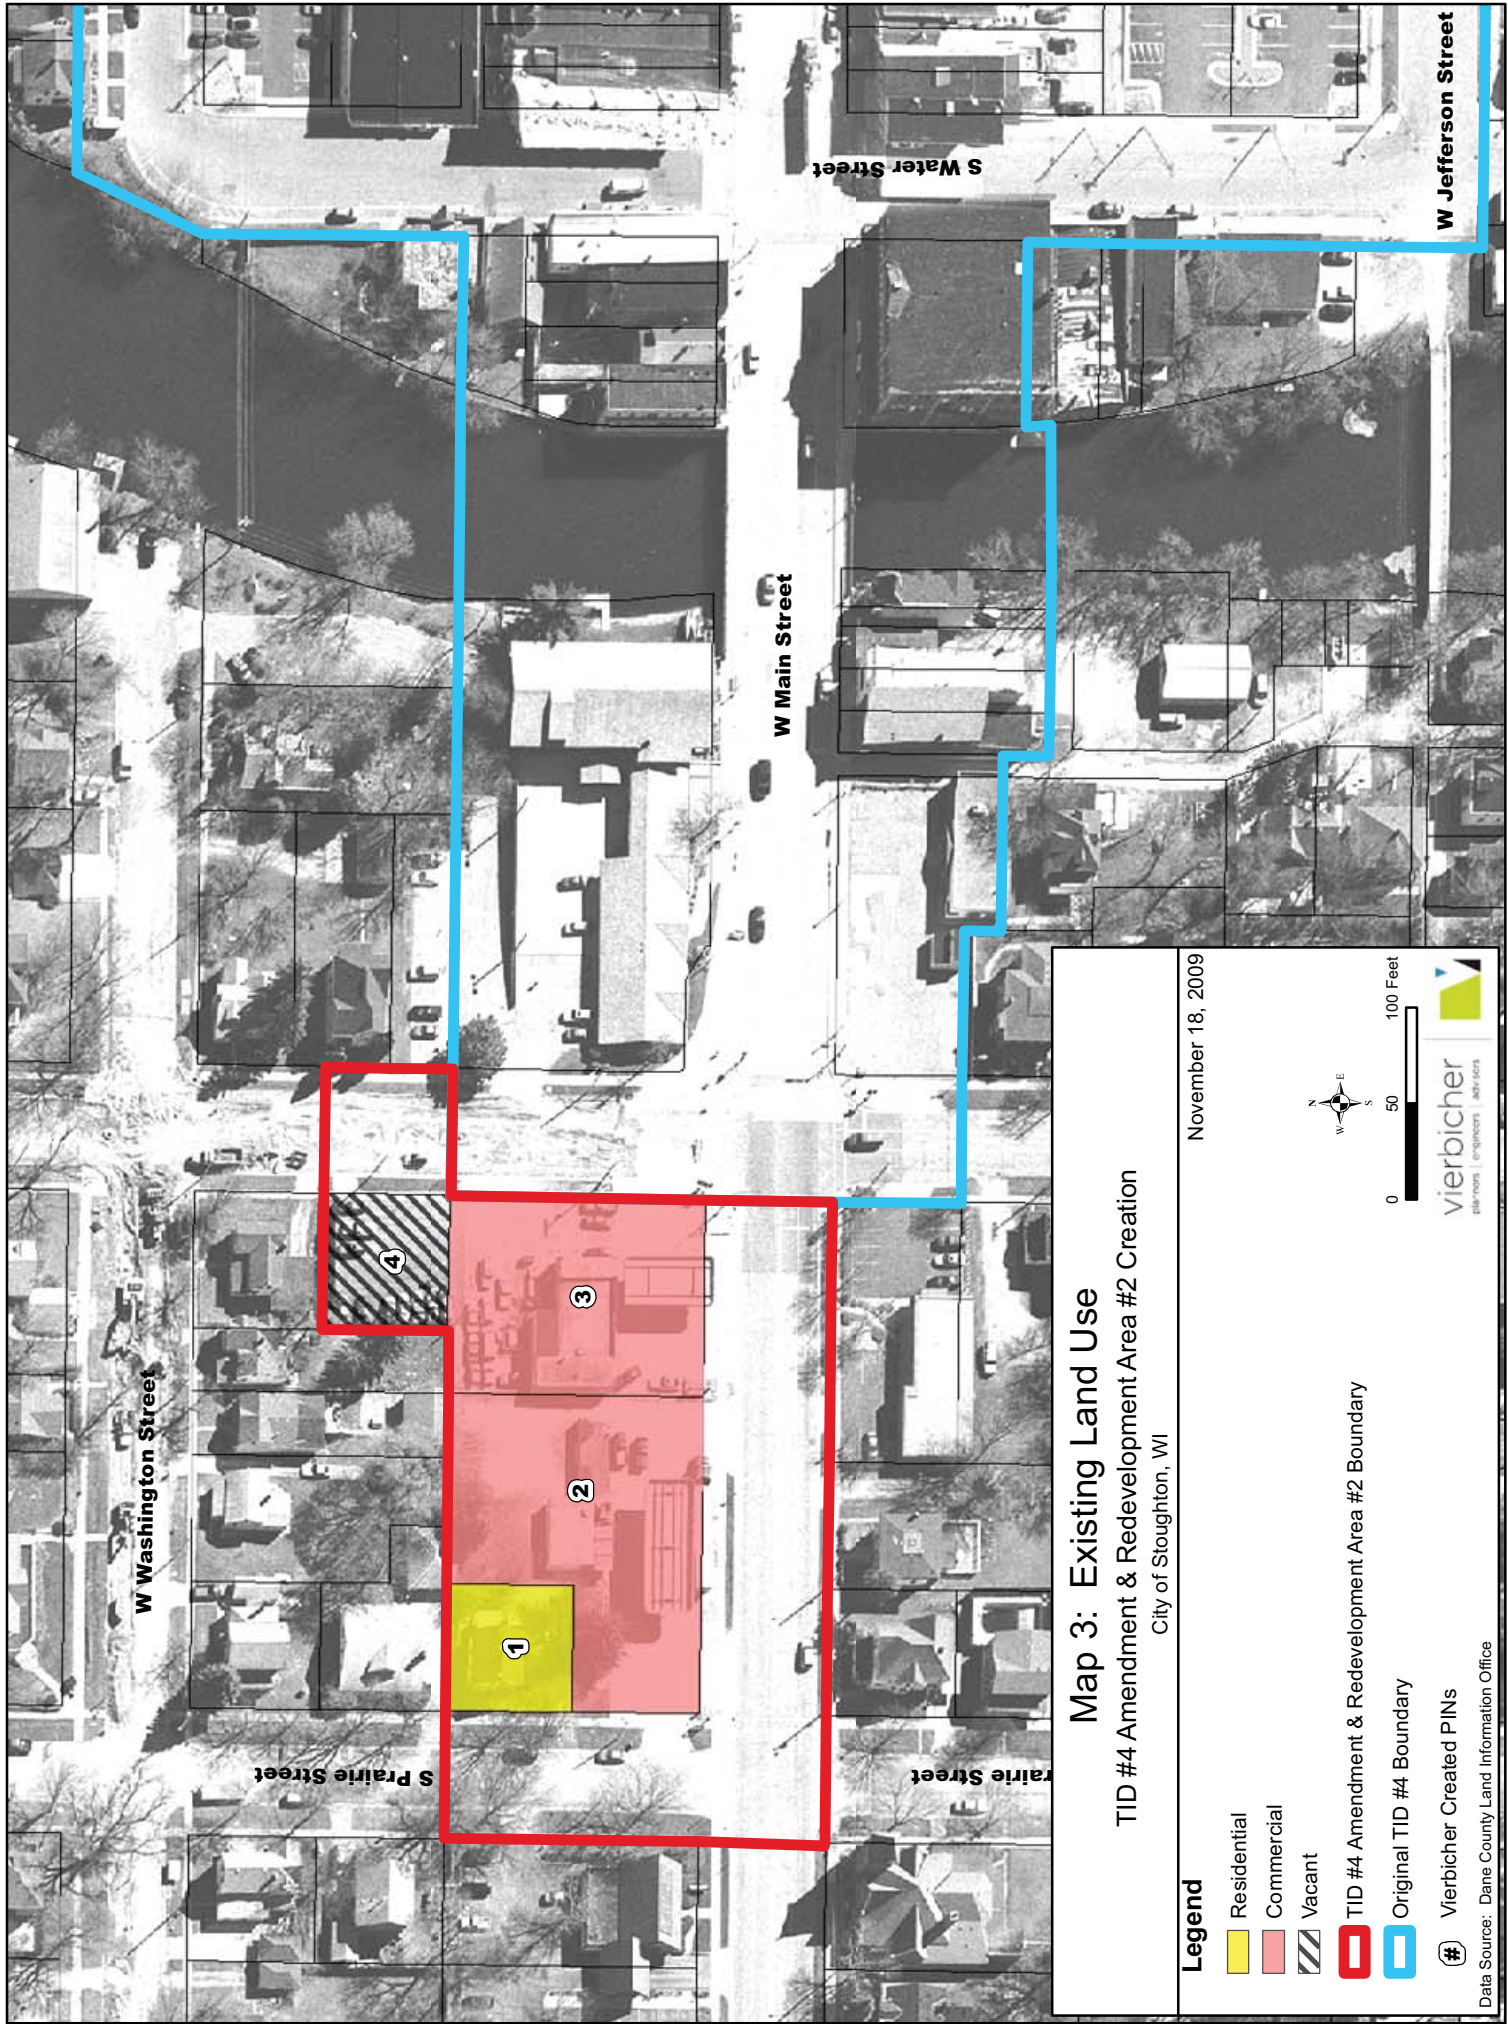 W Washington Street
S Prairie Street
W Main Street
S Water Street
W Jefferson Street
rairie Street
4
3
2
1
Map 3: Existing Land Use
TID #4 Amendment & Redevelopment Area #2 Creation
City of Stoughton, WI
November 18, 2009
Legend
Residential
Commercial
Vacant
TID #4 Amendment & Redevelopment Area #2 Boundary
Original TID #4 Boundary
# Vierbicher Created PINs
Data Source: Dane County Land Information Office
N
W E
S
0 50 100 Feet
vierbicher
planners | engineers | advisors